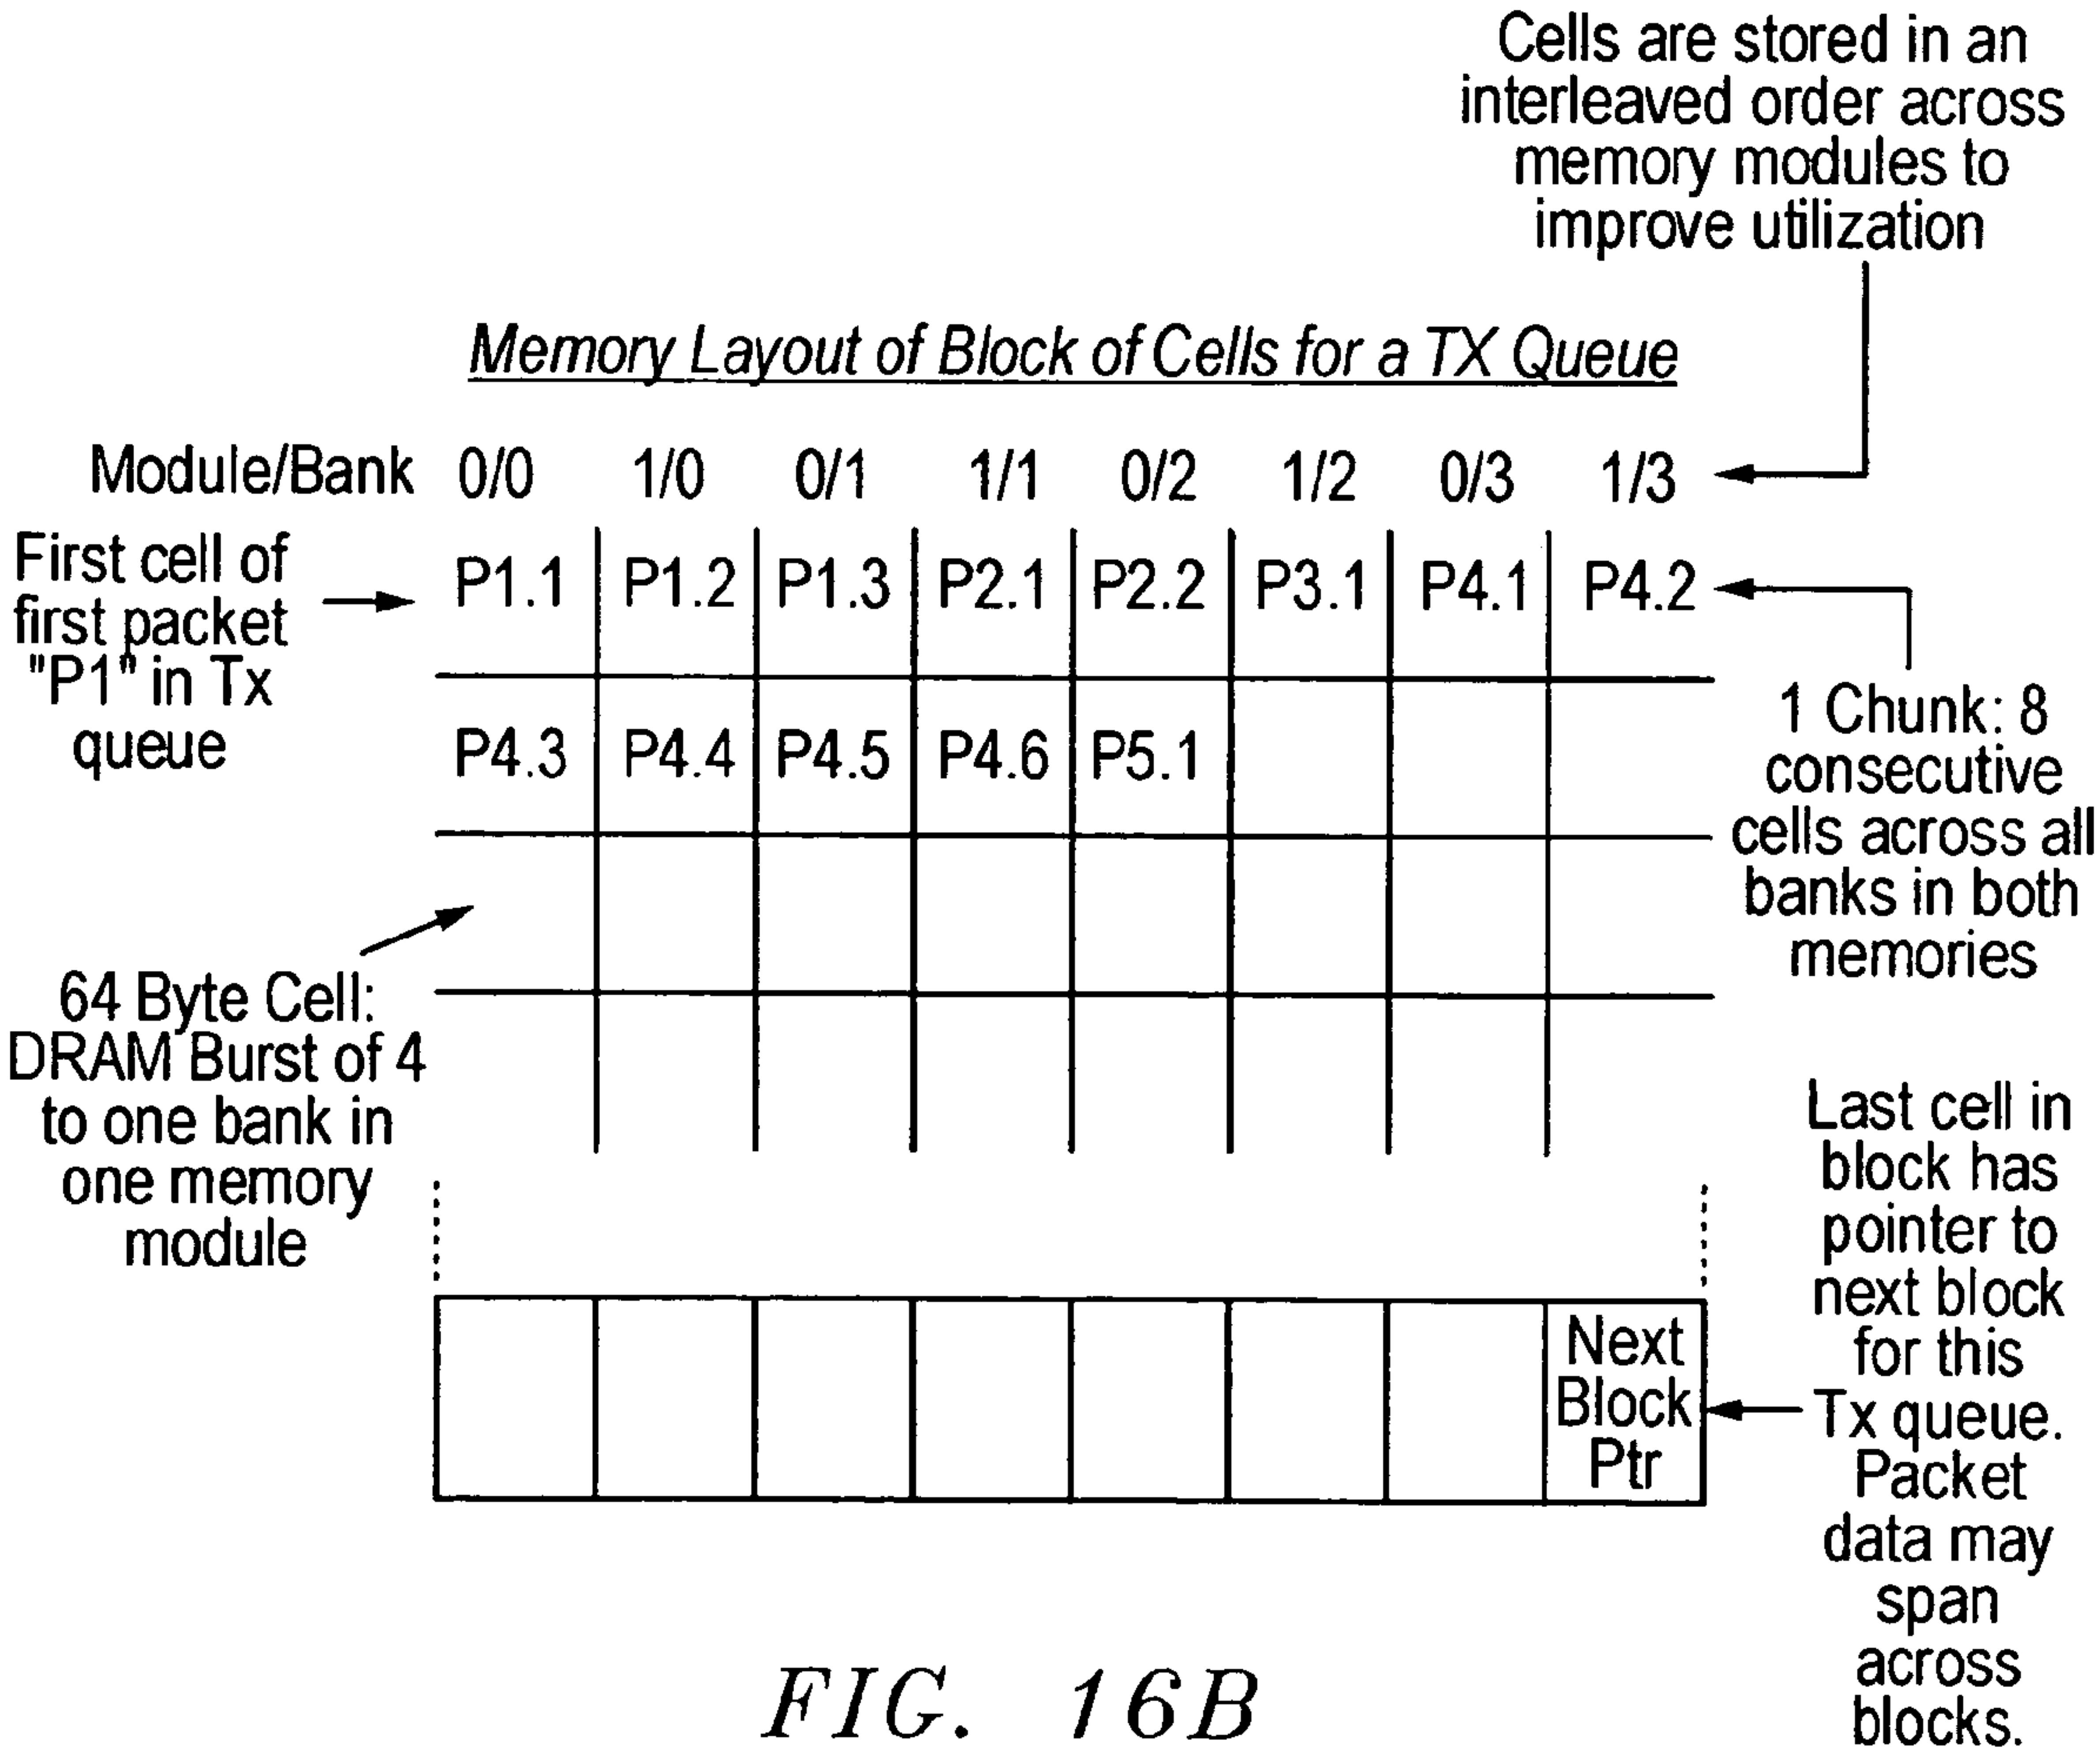 Cells are stored in an
interleaved order across
memory modules to
improve utilization
Memory Layout of Block of Cells for a TX Queue
Module/Bank 0/0 1/0 0/1 1/1 0/2 1/2 0/3 1/3
First cell of
first packet
"P1" in Tx
queue
P1.1 P1.2 P1.3 P2.1 P2.2 P3.1 P4.1 P4.2
P4.3 P4.4 P4.5 P4.6 P5.1
1 Chunk: 8
consecutive
cells across all
banks in both
memories
64 Byte Cell:
DRAM Burst of 4
to one bank in
one memory
module
Next
Block
Ptr
Last cell in
block has
pointer to
next block
for this
Tx queue.
Packet
data may
span
across
blocks.
FIG. 16B